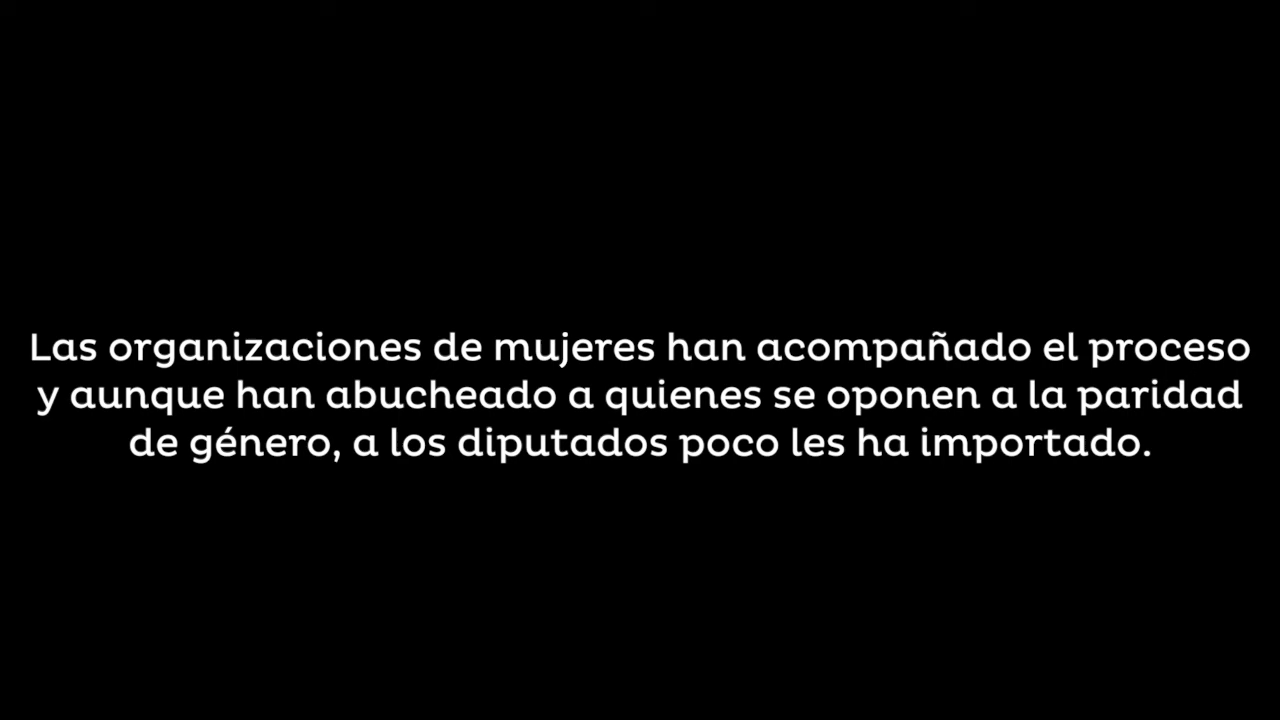 Las organizaciones de mujeres han acompañado el proceso
y aunque han abucheado a quienes se oponen a la paridad
de género, a los diputados poco les ha importado.